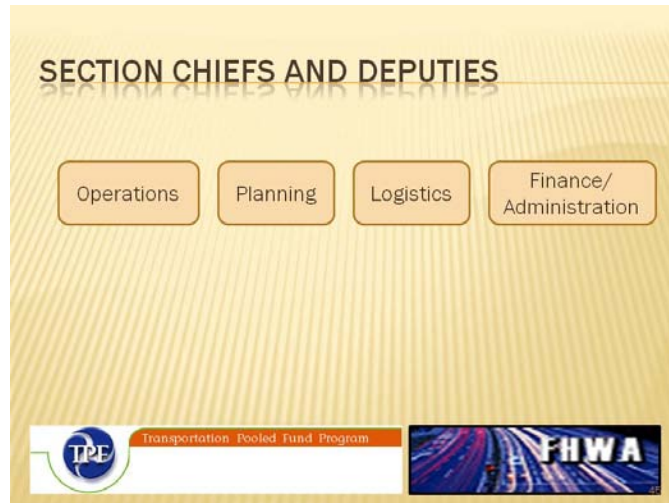 SECTION CHIEFS AND DEPUTIES
Operations
Planning
Logistics
Finance/
Administration
TPF
Transportation Pooled Fund Program
FHWA